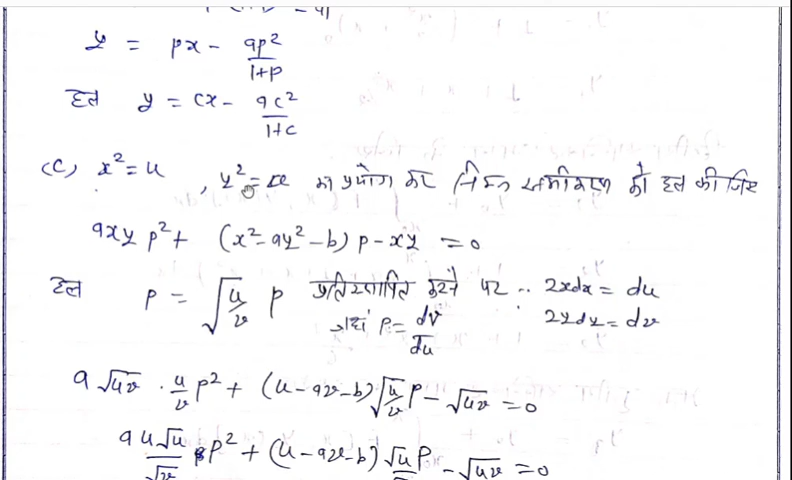 y = px - ap²/1+p
हल y = cx - ac²/1+c
(C) x² = u , y² = v का प्रयोग कर निम्न समीकरण को हल कीजिए
axy p² + (x² - ay² - b) p - xy = 0
हल p = √u/v P प्रतिस्थापित करने पर .. 2xdx = du
जहां P = dv/du 2ydy = dv
a √uv · u/v p² + (u - av - b) √u/v P - √uv = 0
au√u/√v P² + (u - av - b) √u P - √uv = 0